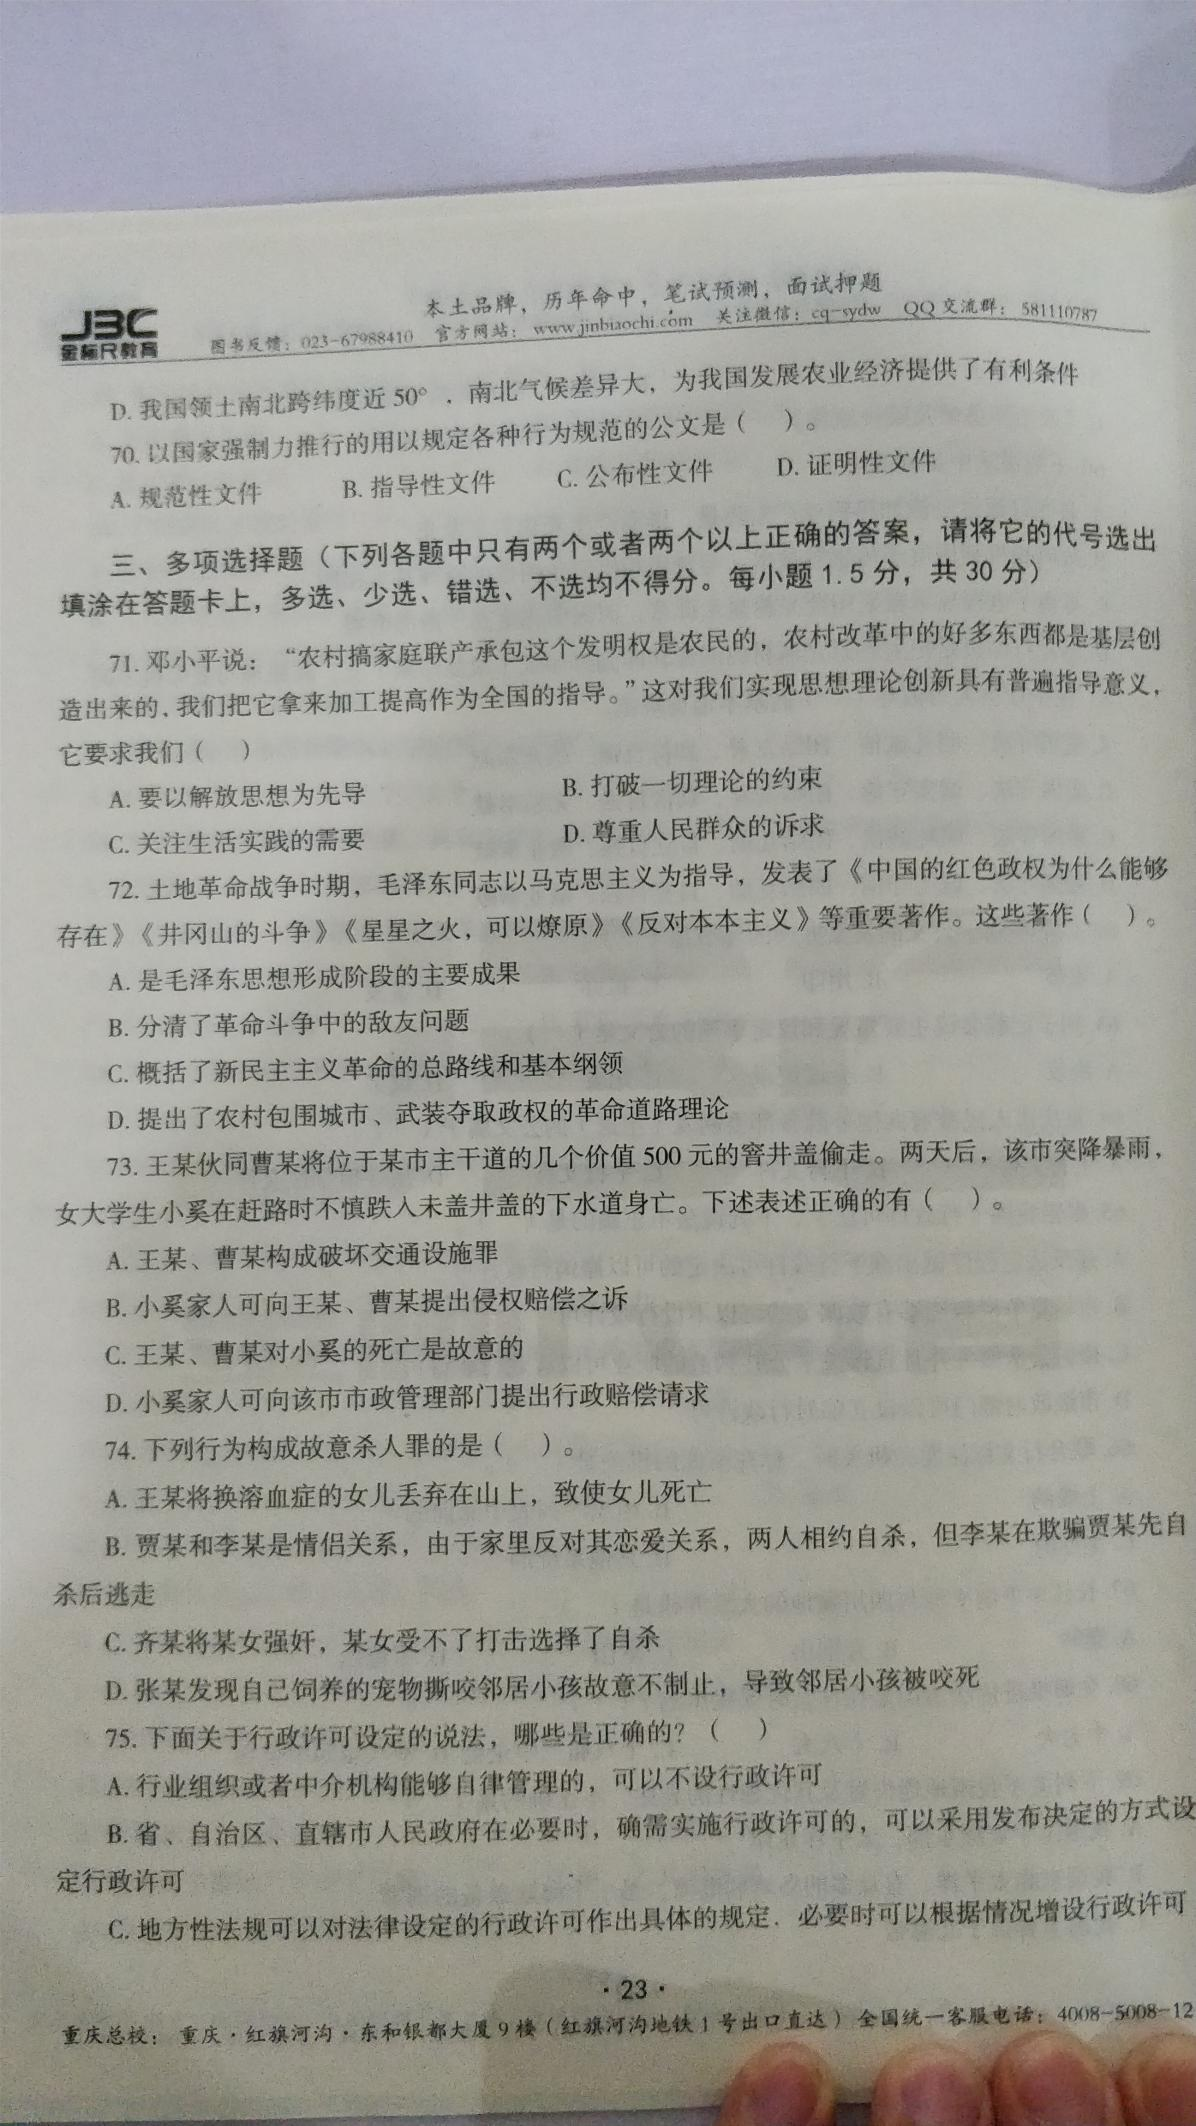 JBC
金标尺教育
本土品牌，历年命中，笔试预测，面试押题
图书反馈：023-67988410 官方网站：www.jinbiaochi.com 关注微信：cq-sydw QQ交流群：581110787
D. 我国领土南北跨纬度近 50°．南北气候差异大，为我国发展农业经济提供了有利条件
70. 以国家强制力推行的用以规定各种行为规范的公文是（ ）。
A. 规范性文件 B. 指导性文件 C. 公布性文件 D. 证明性文件
三、多项选择题（下列各题中只有两个或者两个以上正确的答案，请将它的代号选出
填涂在答题卡上，多选、少选、错选、不选均不得分。每小题 1.5 分，共 30 分）
71. 邓小平说：“农村搞家庭联产承包这个发明权是农民的，农村改革中的好多东西都是基层创
造出来的、我们把它拿来加工提高作为全国的指导。”这对我们实现思想理论创新具有普遍指导意义，
它要求我们（ ）
A. 要以解放思想为先导 B. 打破一切理论的约束
C. 关注生活实践的需要 D. 尊重人民群众的诉求
72. 土地革命战争时期，毛泽东同志以马克思主义为指导，发表了《中国的红色政权为什么能够
存在》《井冈山的斗争》《星星之火，可以燎原》《反对本本主义》等重要著作。这些著作（ ）。
A. 是毛泽东思想形成阶段的主要成果
B. 分清了革命斗争中的敌友问题
C. 概括了新民主主义革命的总路线和基本纲领
D. 提出了农村包围城市、武装夺取政权的革命道路理论
73. 王某伙同曹某将位于某市主干道的几个价值 500 元的窨井盖偷走。两天后，该市突降暴雨，
女大学生小奚在赶路时不慎跌入未盖井盖的下水道身亡。下述表述正确的有（ ）。
A. 王某、曹某构成破坏交通设施罪
B. 小奚家人可向王某、曹某提出侵权赔偿之诉
C. 王某、曹某对小奚的死亡是故意的
D. 小奚家人可向该市市政管理部门提出行政赔偿请求
74. 下列行为构成故意杀人罪的是（ ）。
A. 王某将换溶血症的女儿丢弃在山上，致使女儿死亡
B. 贾某和李某是情侣关系，由于家里反对其恋爱关系，两人相约自杀，但李某在欺骗贾某先自
杀后逃走
C. 齐某将某女强奸，某女受不了打击选择了自杀
D. 张某发现自己饲养的宠物撕咬邻居小孩故意不制止，导致邻居小孩被咬死
75. 下面关于行政许可设定的说法，哪些是正确的？（ ）
A. 行业组织或者中介机构能够自律管理的，可以不设行政许可
B. 省、自治区、直辖市人民政府在必要时，确需实施行政许可的，可以采用发布决定的方式设
定行政许可
C. 地方性法规可以对法律设定的行政许可作出具体的规定．必要时可以根据情况增设行政许可
·23·
重庆总校：重庆·红旗河沟·东和银都大厦9楼（红旗河沟地铁1号出口直达）全国统一客服电话：4008-5008-12